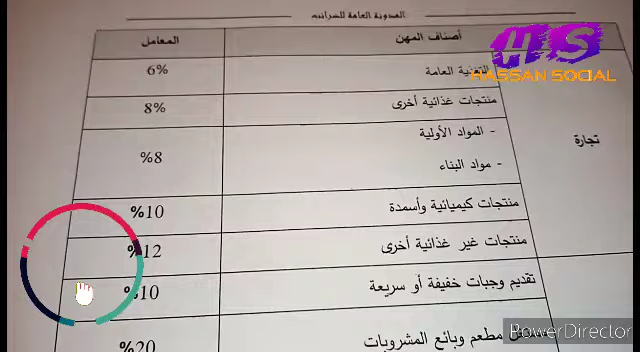 المدونة العامة للضرائب
أصناف المهن
المعامل
HS
HASSAN SOCIAL
التغذية العامة
6%
منتجات غذائية أخرى
8%
تجارة
- المواد الأولية
- مواد البناء
%8
منتجات كيميائية وأسمدة
%10
منتجات غير غذائية أخرى
%12
تقديم وجبات خفيفة أو سريعة
%10
مطعم وبائع المشروبات
%20
PowerDirector